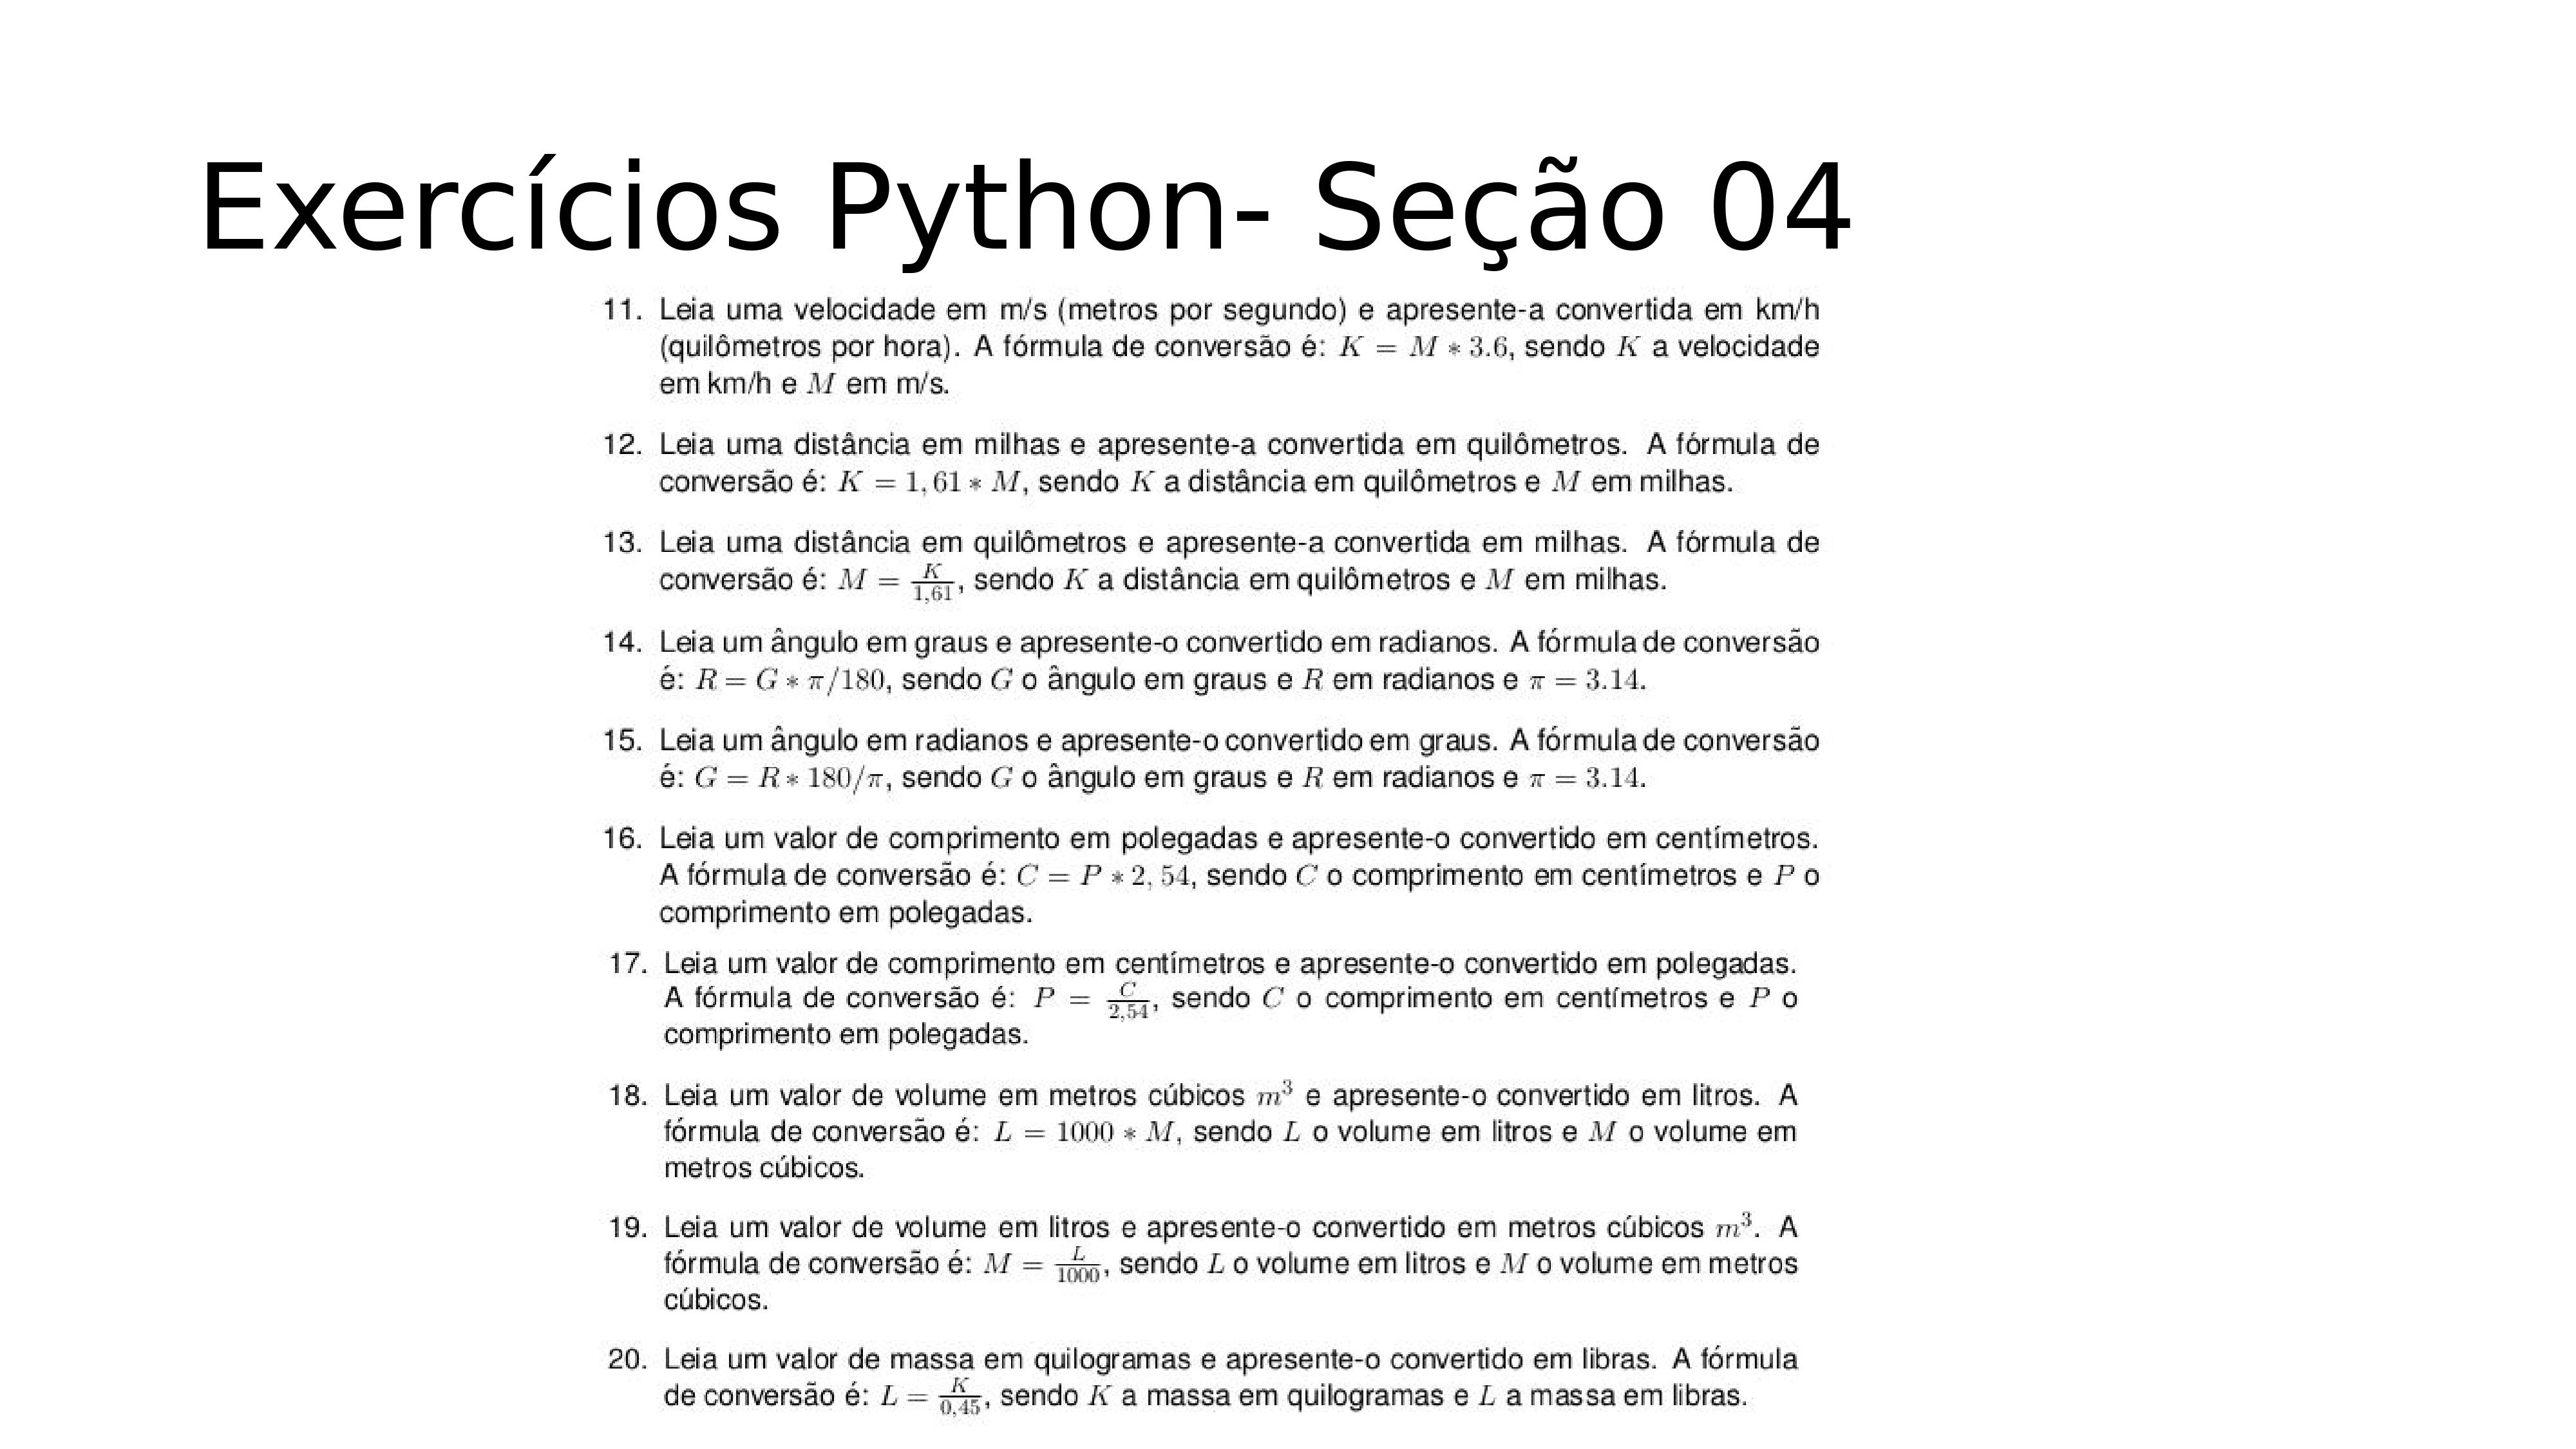 Exercícios Python- Seção 04
11. Leia uma velocidade em m/s (metros por segundo) e apresente-a convertida em km/h
(quilômetros por hora). A fórmula de conversão é: K = M * 3.6, sendo K a velocidade
em km/h e M em m/s.
12. Leia uma distância em milhas e apresente-a convertida em quilômetros. A fórmula de
conversão é: K = 1,61 * M, sendo K a distância em quilômetros e M em milhas.
13. Leia uma distância em quilômetros e apresente-a convertida em milhas. A fórmula de
conversão é: M = K/1,61, sendo K a distância em quilômetros e M em milhas.
14. Leia um ângulo em graus e apresente-o convertido em radianos. A fórmula de conversão
é: R = G * π/180, sendo G o ângulo em graus e R em radianos e π = 3.14.
15. Leia um ângulo em radianos e apresente-o convertido em graus. A fórmula de conversão
é: G = R * 180/π, sendo G o ângulo em graus e R em radianos e π = 3.14.
16. Leia um valor de comprimento em polegadas e apresente-o convertido em centímetros.
A fórmula de conversão é: C = P * 2, 54, sendo C o comprimento em centímetros e P o
comprimento em polegadas.
17. Leia um valor de comprimento em centímetros e apresente-o convertido em polegadas.
A fórmula de conversão é: P = C/2,54, sendo C o comprimento em centímetros e P o
comprimento em polegadas.
18. Leia um valor de volume em metros cúbicos m³ e apresente-o convertido em litros. A
fórmula de conversão é: L = 1000 * M, sendo L o volume em litros e M o volume em
metros cúbicos.
19. Leia um valor de volume em litros e apresente-o convertido em metros cúbicos m³. A
fórmula de conversão é: M = L/1000, sendo L o volume em litros e M o volume em metros
cúbicos.
20. Leia um valor de massa em quilogramas e apresente-o convertido em libras. A fórmula
de conversão é: L = K/0,45, sendo K a massa em quilogramas e L a massa em libras.